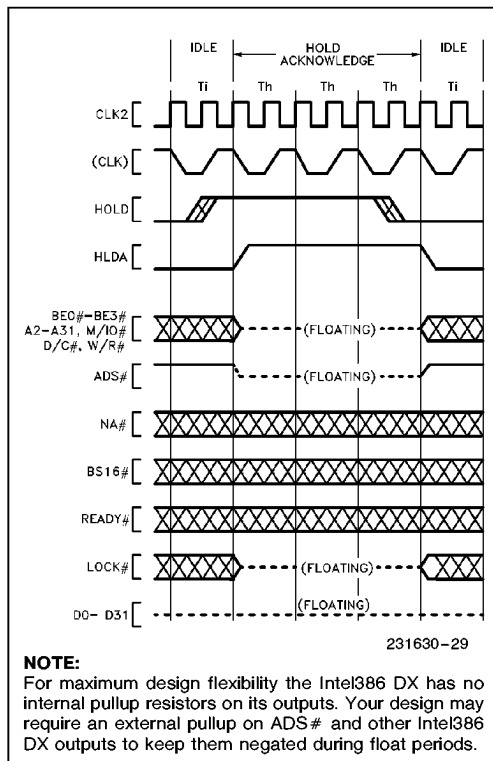 IDLE HOLD ACKNOWLEDGE IDLE
Ti Th Th Th Ti
CLK2
(CLK)
HOLD
HLDA
BE0#-BE3#
A2-A31, M/IO#
D/C#, W/R#
(FLOATING)
ADS#
(FLOATING)
NA#
BS16#
READY#
LOCK#
(FLOATING)
D0- D31
(FLOATING)
231630-29
NOTE:
For maximum design flexibility the Intel386 DX has no
internal pullup resistors on its outputs. Your design may
require an external pullup on ADS# and other Intel386
DX outputs to keep them negated during float periods.